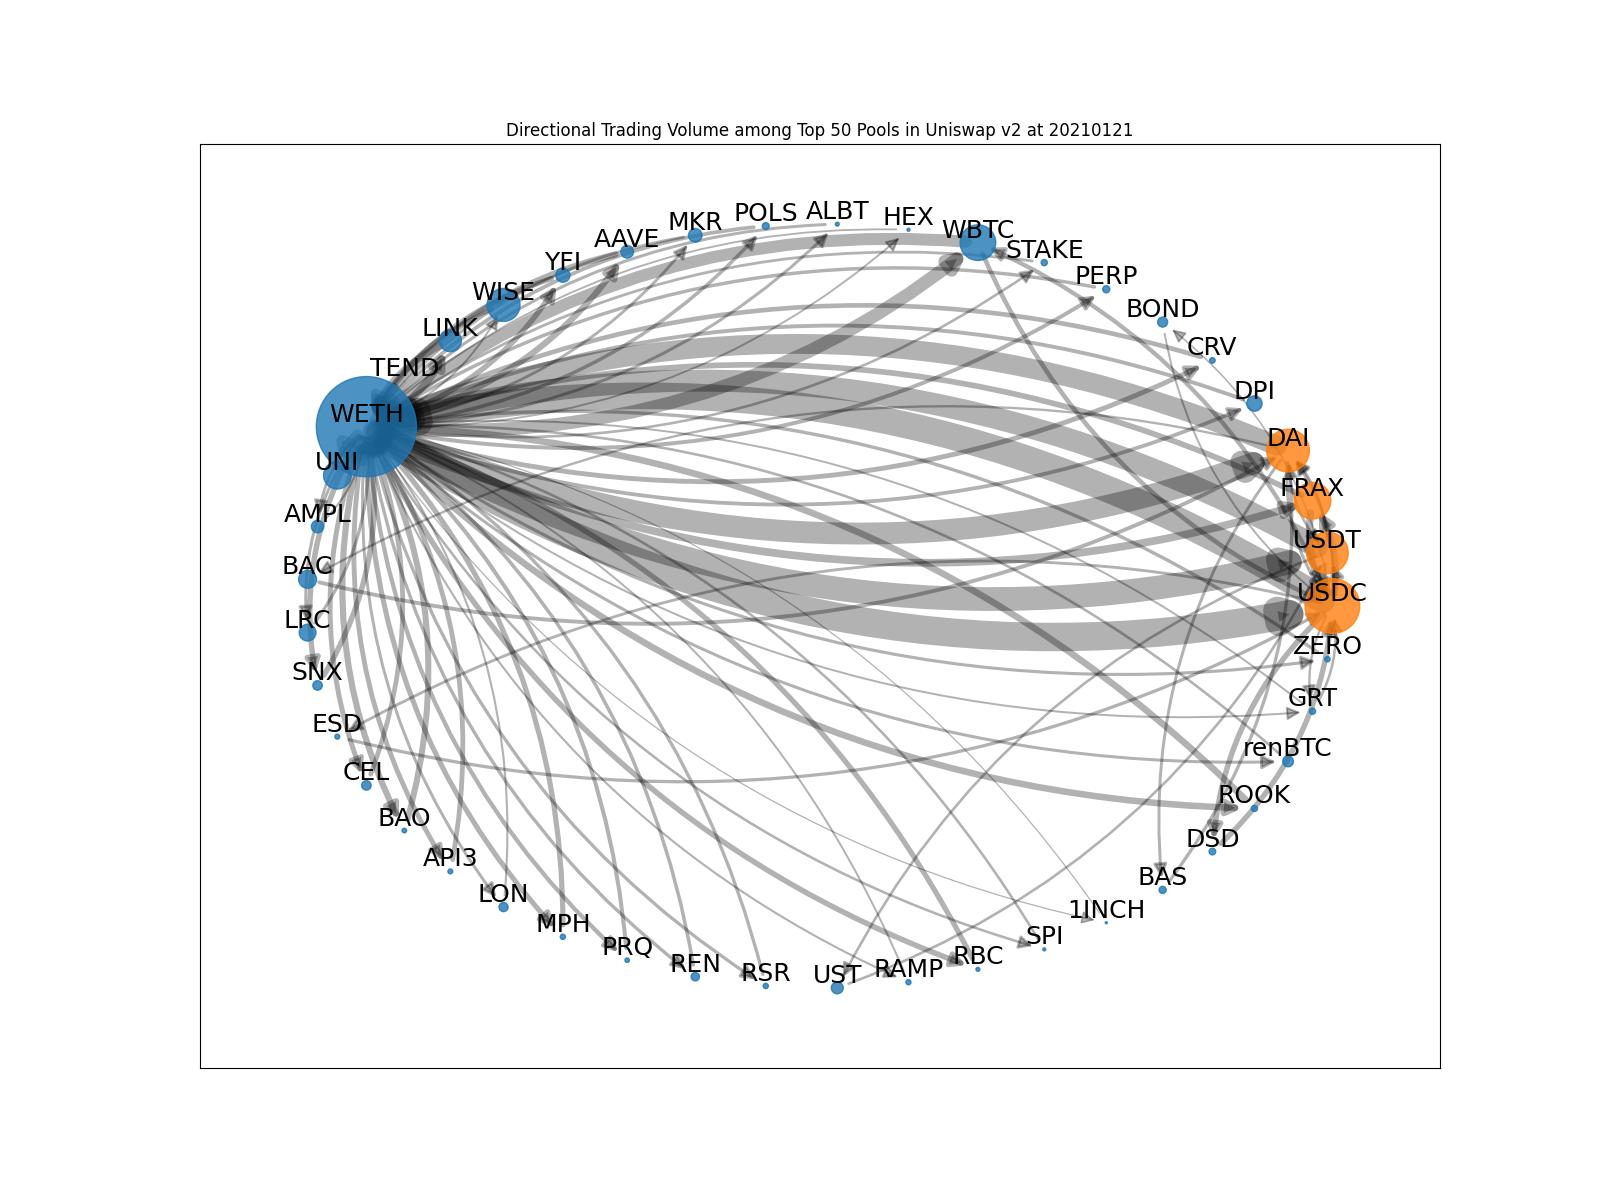 Directional Trading Volume among Top 50 Pools in Uniswap v2 at 20210121
POLS
ALBT
HEX
MKR
WBTC
AAVE
STAKE
YFI
PERP
WISE
BOND
LINK
CRV
TEND
DPI
WETH
DAI
UNI
FRAX
AMPL
USDT
BAC
USDC
LRC
ZERO
SNX
GRT
ESD
renBTC
CEL
ROOK
BAO
DSD
API3
BAS
LON
1INCH
MPH
SPI
PRQ
RBC
REN
RAMP
RSR
UST